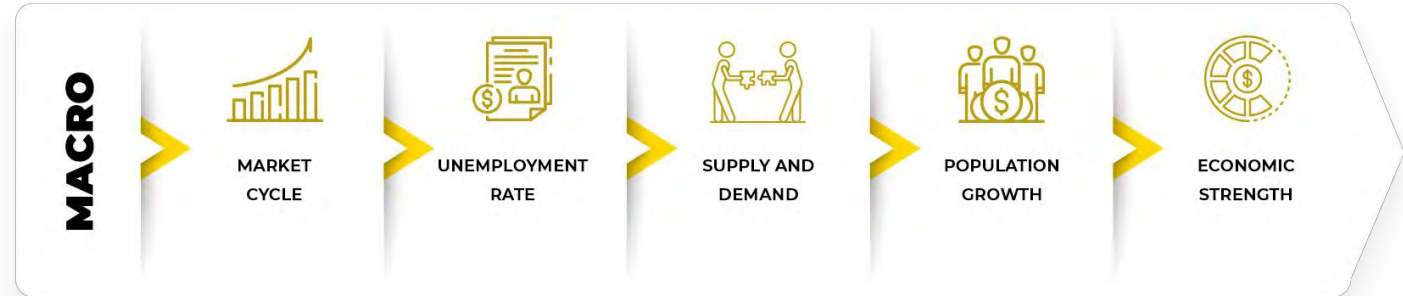 MACRO
MARKET
CYCLE
$
UNEMPLOYMENT
RATE
SUPPLY AND
DEMAND
$
POPULATION
GROWTH
$
ECONOMIC
STRENGTH